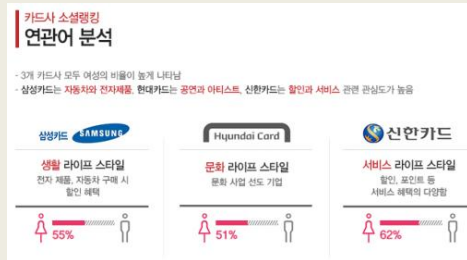 카드사 소셜랭킹
연관어 분석
- 3개 카드사 모두 여성의 비율이 높게 나타남
- 삼성카드는 자동차와 전자제품, 현대카드는 공연과 아티스트, 신한카드는 할인과 서비스 관련 관심도가 높음
삼성카드 SAMSUNG
Hyundai Card
신한카드
생활 라이프 스타일
전자 제품, 자동차 구매 시
할인 혜택
문화 라이프 스타일
문화 사업 선도 기업
서비스 라이프 스타일
할인, 포인트 등
서비스 혜택의 다양함
55%
51%
62%